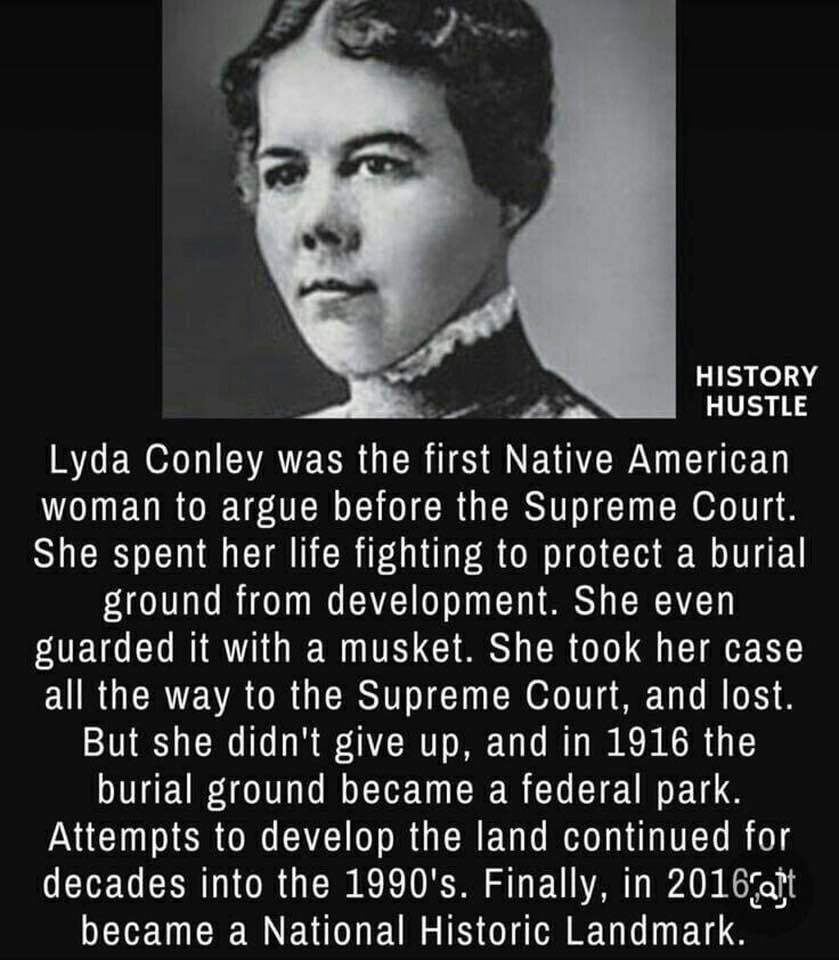 HISTORY
HUSTLE
Lyda Conley was the first Native American
woman to argue before the Supreme Court.
She spent her life fighting to protect a burial
ground from development. She even
guarded it with a musket. She took her case
all the way to the Supreme Court, and lost.
But she didn't give up, and in 1916 the
burial ground became a federal park.
Attempts to develop the land continued for
decades into the 1990's. Finally, in 2016, it
became a National Historic Landmark.